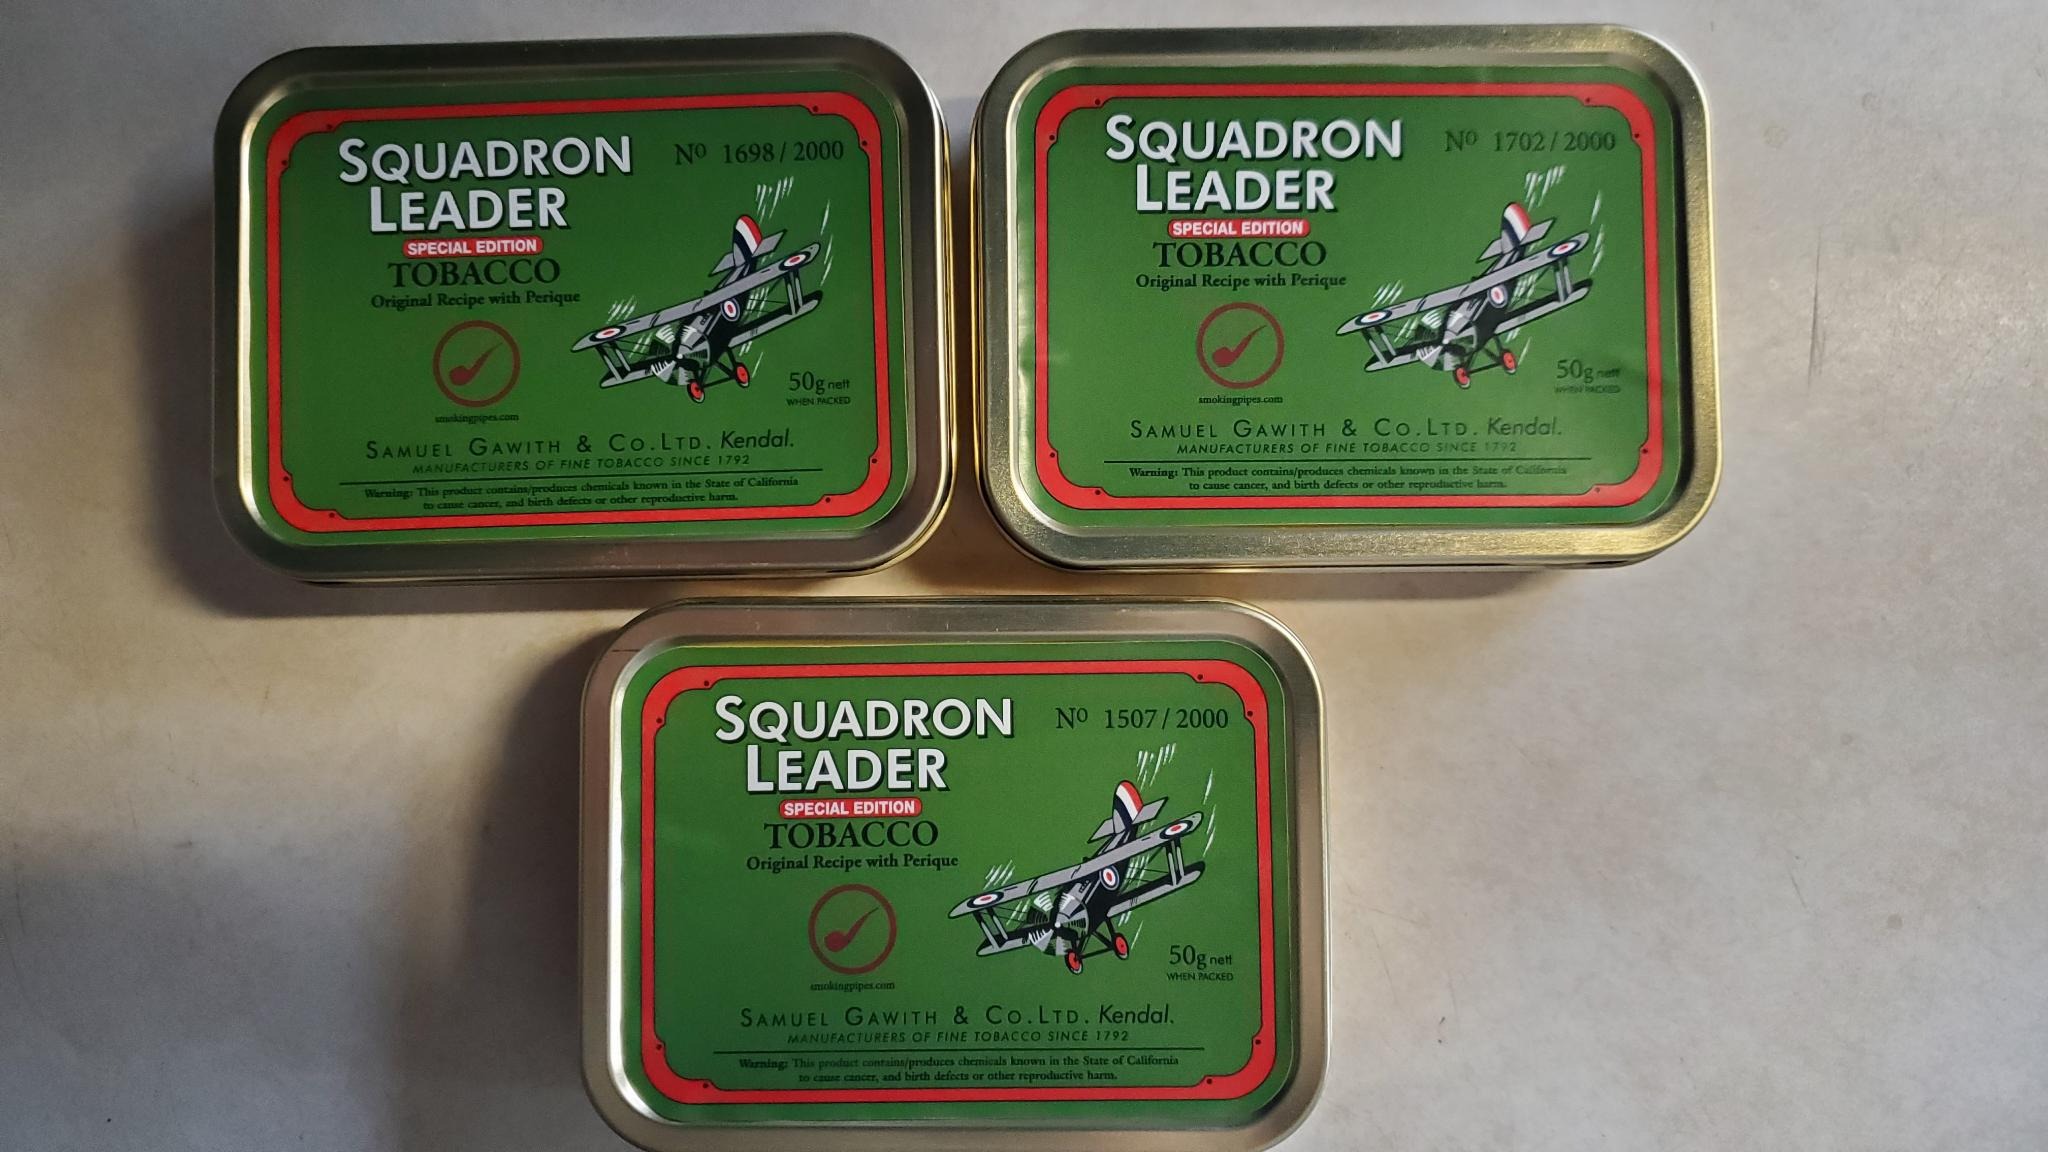 SQUADRON
LEADER
Nº 1698 / 2000
SPECIAL EDITION
TOBACCO
Original Recipe with Perique
smokingpipes.com
50g nett
WHEN PACKED
SAMUEL GAWITH & CO. LTD. Kendal.
MANUFACTURERS OF FINE TOBACCO SINCE 1792
Warning: This product contains/produces chemicals known in the State of California
to cause cancer, and birth defects or other reproductive harm.
SQUADRON
LEADER
Nº 1702 / 2000
SPECIAL EDITION
TOBACCO
Original Recipe with Perique
smokingpipes.com
50g nett
WHEN PACKED
SAMUEL GAWITH & CO. LTD. Kendal.
MANUFACTURERS OF FINE TOBACCO SINCE 1792
Warning: This product contains/produces chemicals known in the State of California
to cause cancer, and birth defects or other reproductive harm.
SQUADRON
LEADER
Nº 1507 / 2000
SPECIAL EDITION
TOBACCO
Original Recipe with Perique
smokingpipes.com
50g nett
WHEN PACKED
SAMUEL GAWITH & CO. LTD. Kendal.
MANUFACTURERS OF FINE TOBACCO SINCE 1792
Warning: This product contains/produces chemicals known in the State of California
to cause cancer, and birth defects or other reproductive harm.